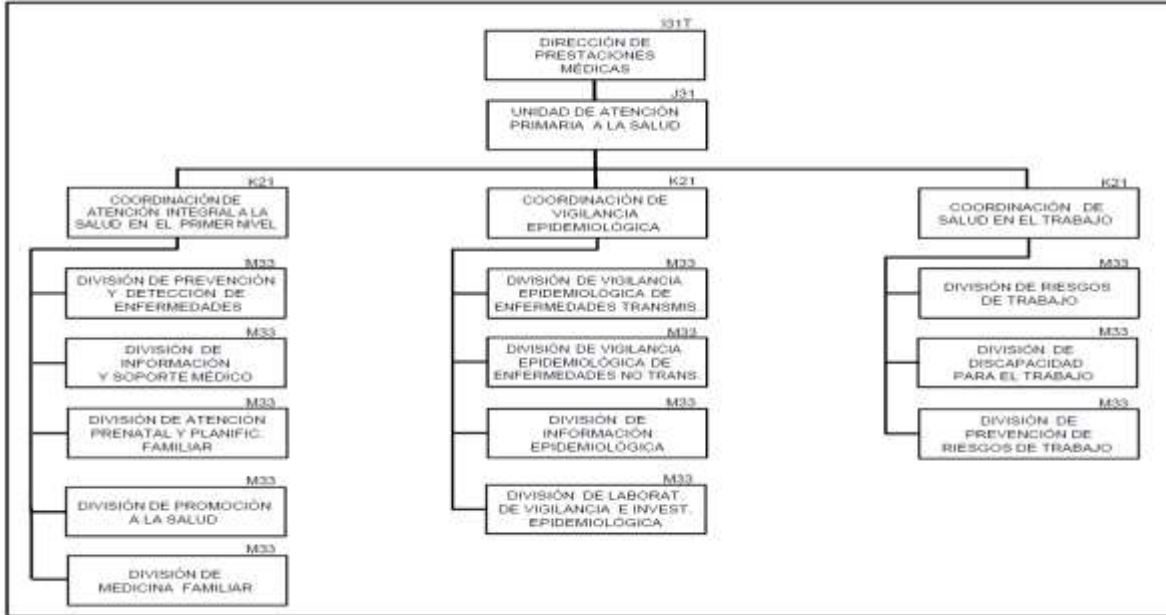 I31T
DIRECCIÓN DE
PRESTACIONES
MÉDICAS
J31
UNIDAD DE ATENCIÓN
PRIMARIA A LA SALUD
K21
COORDINACIÓN DE
ATENCIÓN INTEGRAL A LA
SALUD EN EL PRIMER NIVEL
M33
DIVISIÓN DE PREVENCIÓN
Y DETECCIÓN DE
ENFERMEDADES
M33
DIVISIÓN DE
INFORMACIÓN
Y SOPORTE MÉDICO
M33
DIVISIÓN DE ATENCIÓN
PRENATAL Y PLANIFIC.
FAMILIAR
M33
DIVISIÓN DE PROMOCIÓN
A LA SALUD
M33
DIVISIÓN DE
MEDICINA FAMILIAR
K21
COORDINACIÓN DE
VIGILANCIA
EPIDEMIOLÓGICA
M33
DIVISIÓN DE VIGILANCIA
EPIDEMIOLÓGICA DE
ENFERMEDADES TRANSMIS.
M33
DIVISIÓN DE VIGILANCIA
EPIDEMIOLÓGICA DE
ENFERMEDADES NO TRANS.
M33
DIVISIÓN DE
INFORMACIÓN
EPIDEMIOLÓGICA
M33
DIVISIÓN DE LABORAT.
DE VIGILANCIA E INVEST.
EPIDEMIOLÓGICA
K21
COORDINACIÓN DE
SALUD EN EL TRABAJO
M33
DIVISIÓN DE RIESGOS
DE TRABAJO
M33
DIVISIÓN DE
DISCAPACIDAD
PARA EL TRABAJO
M33
DIVISIÓN DE
PREVENCIÓN DE
RIESGOS DE TRABAJO